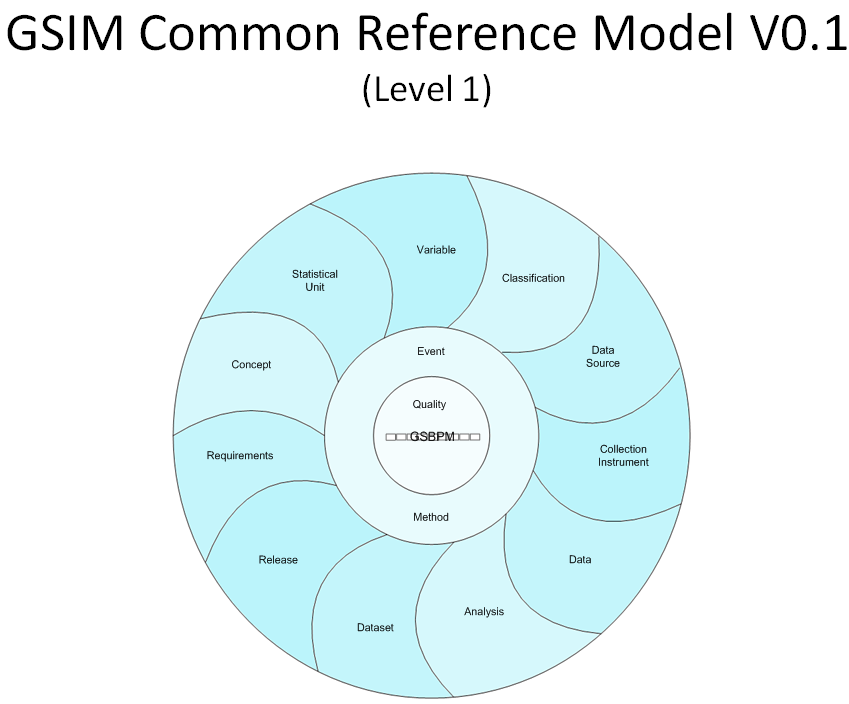 GSIM Common Reference Model V0.1
(Level 1)
Variable
Classification
Statistical
Unit
Data
Source
Event
Concept
Quality
GSBPM
Collection
Instrument
Requirements
Method
Release
Data
Analysis
Dataset